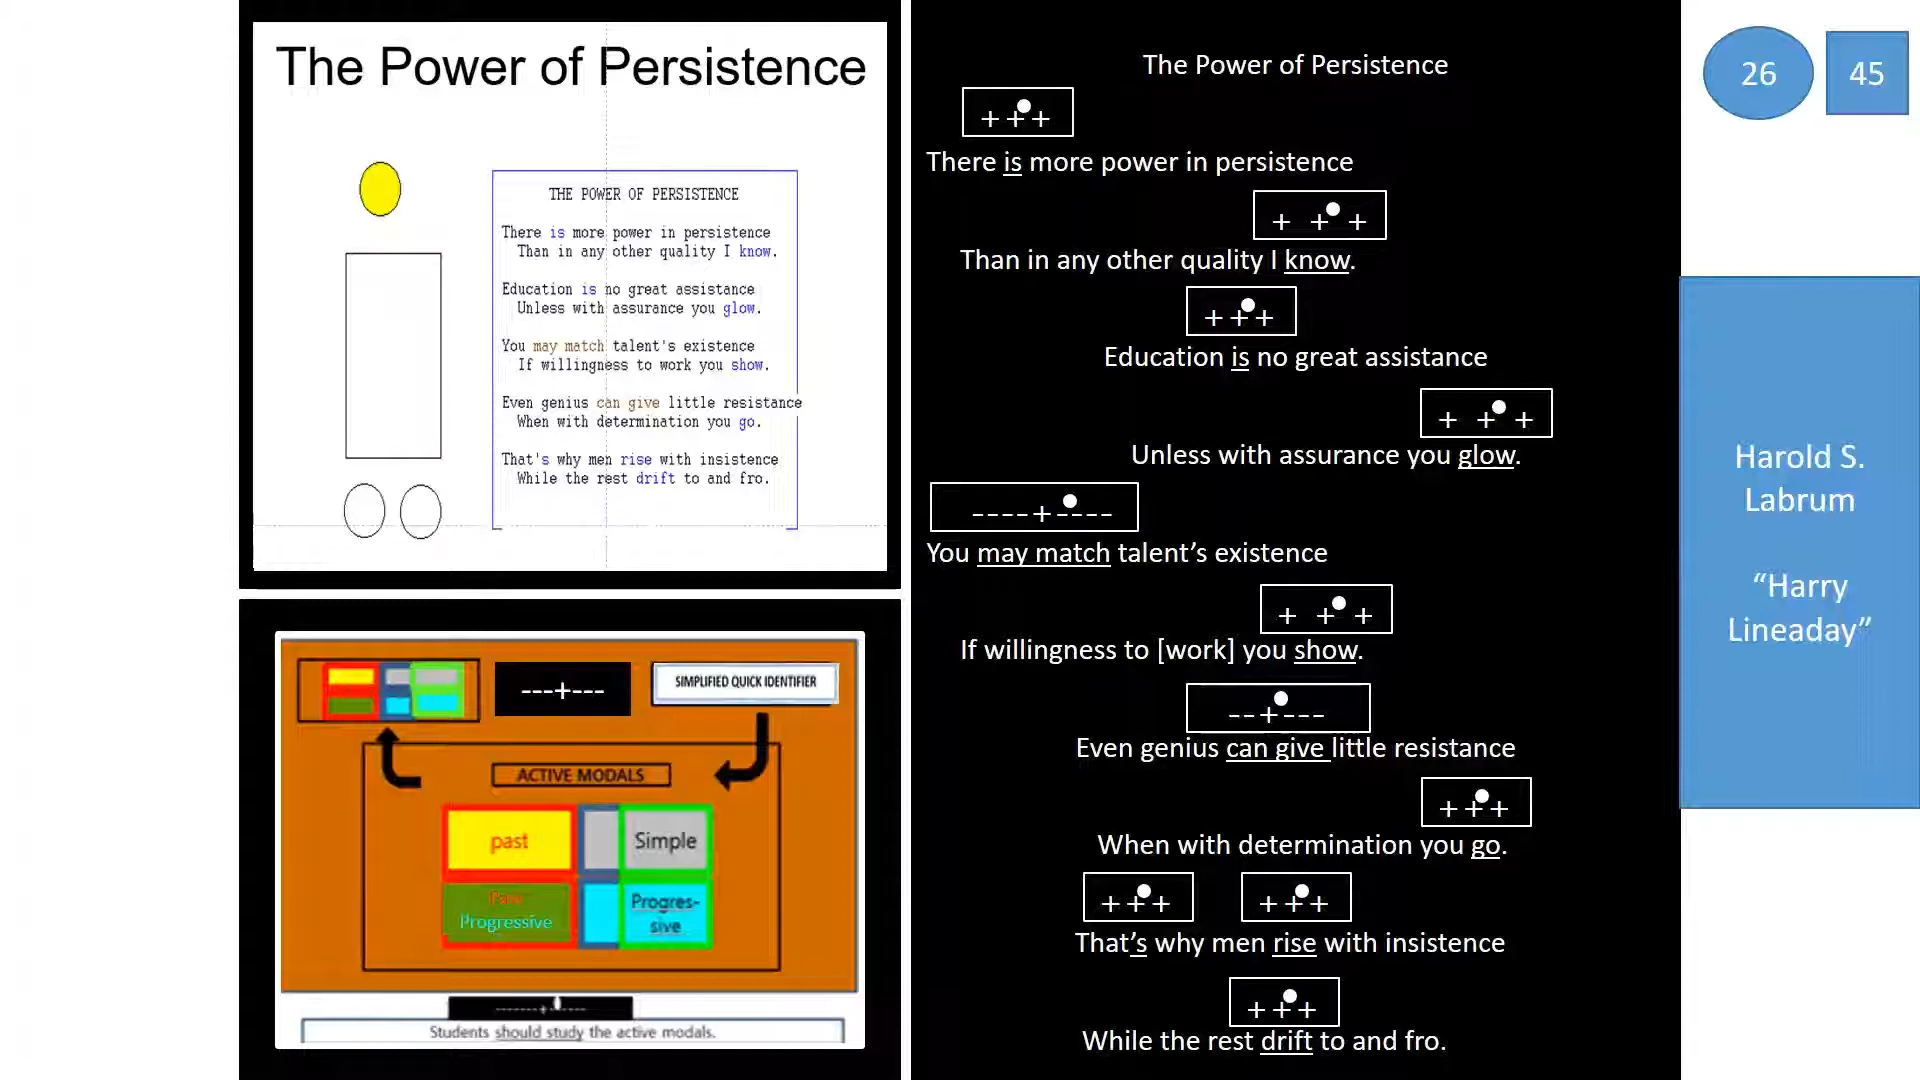 The Power of Persistence
THE POWER OF PERSISTENCE
There is more power in persistence
Than in any other quality I know.
Education is no great assistance
Unless with assurance you glow.
You may match talent's existence
If willingness to work you show.
Even genius can give little resistance
When with determination you go.
That's why men rise with insistence
While the rest drift to and fro.
---+---
SIMPLIFIED QUICK IDENTIFIER
ACTIVE MODALS
past
Simple
Past
Progressive
Progres-
sive
Students should study the active modals.
The Power of Persistence
+++
There is more power in persistence
+ + +
Than in any other quality I know.
+++
Education is no great assistance
+ + +
Unless with assurance you glow.
----+----
You may match talent’s existence
+ + +
If willingness to [work] you show.
--+---
Even genius can give little resistance
+++
When with determination you go.
+++ +++
That’s why men rise with insistence
+++
While the rest drift to and fro.
26
45
Harold S.
Labrum
“Harry
Lineaday”